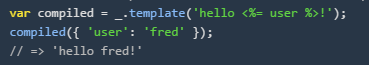 var compiled = _.template('hello <%= user %>!');
compiled({ 'user': 'fred' });
// => 'hello fred!'